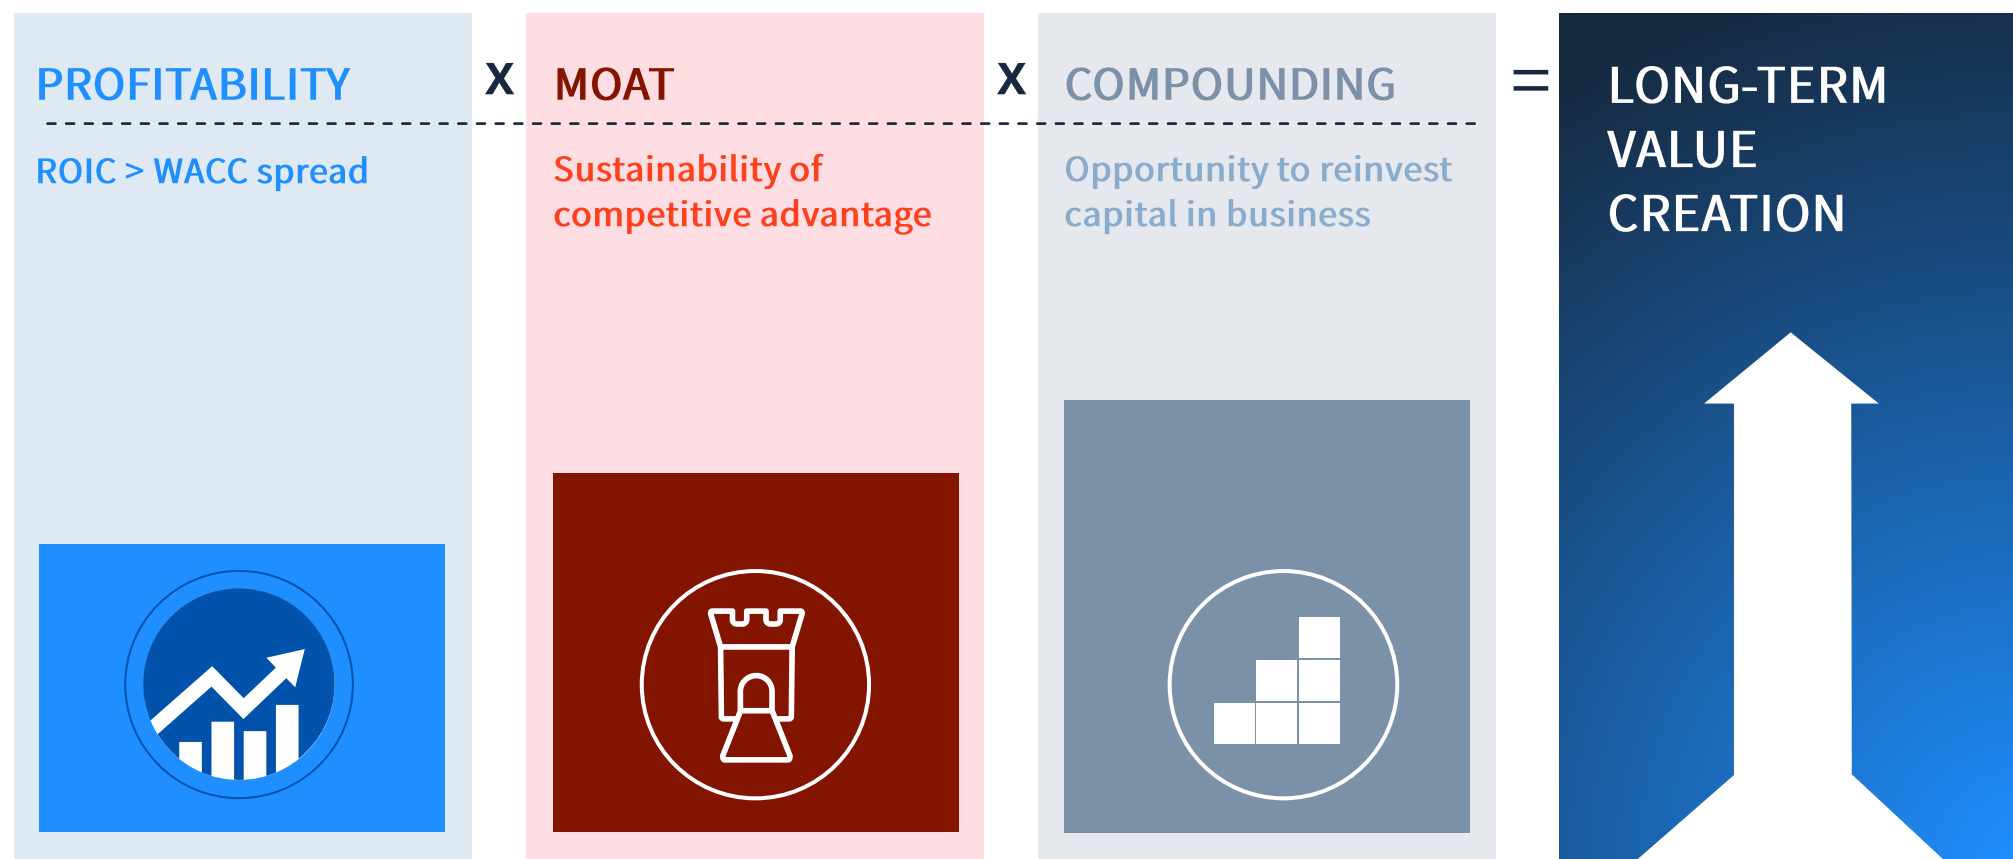 PROFITABILITY x MOAT x COMPOUNDING = LONG-TERM
VALUE
CREATION
ROIC > WACC spread
Sustainability of
competitive advantage
Opportunity to reinvest
capital in business